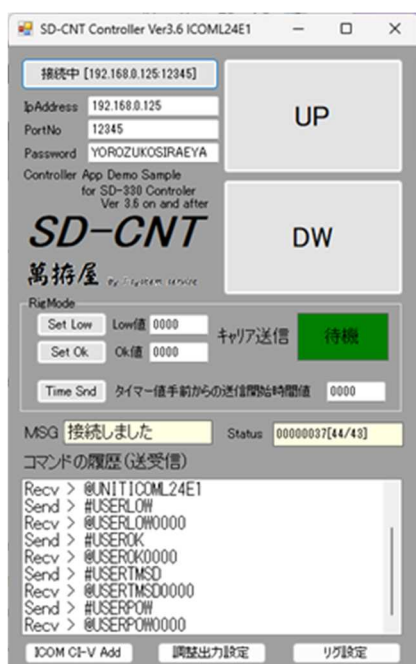 SD-CNT Controller Ver3.6 ICOML24E1
接続中 [192.168.0.125:12345]
IpAddress 192.168.0.125
PortNo 12345
Password YOROZUKOSIRAEYA
UP
Controller App Demo Sample
for SD-330 Controler
Ver 3.6 on and after
SD-CNT
萬拵屋
DW
RigMode
Set Low Low値 0000
Set Ok Ok値 0000
キャリア送信 待機
Time Snd タイマー値手前からの送信開始時間値 0000
MSG 接続しました Status 00000037[44/43]
コマンドの履歴(送受信)
Recv > @UNITICOML24E1
Send > #USERLOW
Recv > @USERLOW0000
Send > #USEROK
Recv > @USEROK0000
Send > #USERTMSD
Recv > @USERTMSD0000
Send > #USERPOW
Recv > @USERPOW0000
ICOM CI-V Add 調整出力設定 リグ設定